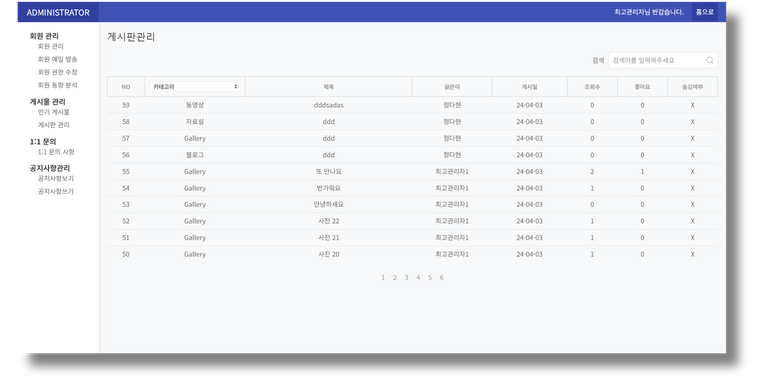 ADMINISTRATOR
최고관리자님 반갑습니다. 홈으로
회원 관리
회원 관리
회원 메일 발송
회원 권한 수정
회원 동향 분석
게시물 관리
인기 게시물
게시판 관리
1:1 문의
1:1 문의 사항
공지사항관리
공지사항보기
공지사항쓰기
게시판관리
검색 검색어를 입력해주세요
NO 카테고리 제목 글쓴이 게시일 조회수 좋아요 숨김여부
59 동영상 dddsadas 정다현 24-04-03 0 0 X
58 자료실 ddd 정다현 24-04-03 0 0 X
57 Gallery ddd 정다현 24-04-03 0 0 X
56 블로그 ddd 정다현 24-04-03 0 0 X
55 Gallery 또 만나요 최고관리자1 24-04-03 2 1 X
54 Gallery 반가워요 최고관리자1 24-04-03 1 0 X
53 Gallery 안녕하세요 최고관리자1 24-04-03 0 0 X
52 Gallery 사진 22 최고관리자1 24-04-03 1 0 X
51 Gallery 사진 21 최고관리자1 24-04-03 1 0 X
50 Gallery 사진 20 최고관리자1 24-04-03 1 0 X
1 2 3 4 5 6